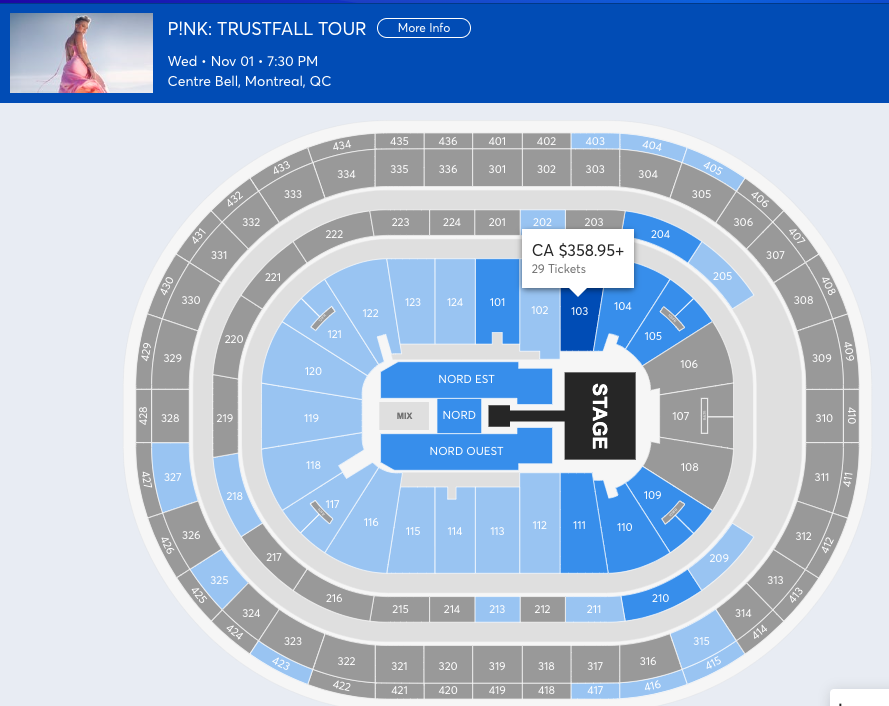 P!NK: TRUSTFALL TOUR
More Info
Wed • Nov 01 • 7:30 PM
Centre Bell, Montreal, QC
434 435 436 401 402 403 404
433 334 335 336 301 302 303 304 405
432 333 305 406
431 332 306 407
331 307
430 330 308 408
429 329 309 409
428 328 310 410
427 327 311 411
426 326 312 412
425 325 313 413
424 324 314 414
423 323 315 415
422 322 321 320 319 318 317 316 416
421 420 419 418 417
222 223 224 201 202 203 204
221 205
220
219
218
217 209
216 215 214 213 212 211 210
CA $358.95+
29 Tickets
122 123 124 101 102 103 104
121 105
120 106
119 107
118 108
117 109
116 115 114 113 112 111 110
NORD EST
MIX
NORD
NORD OUEST
STAGE